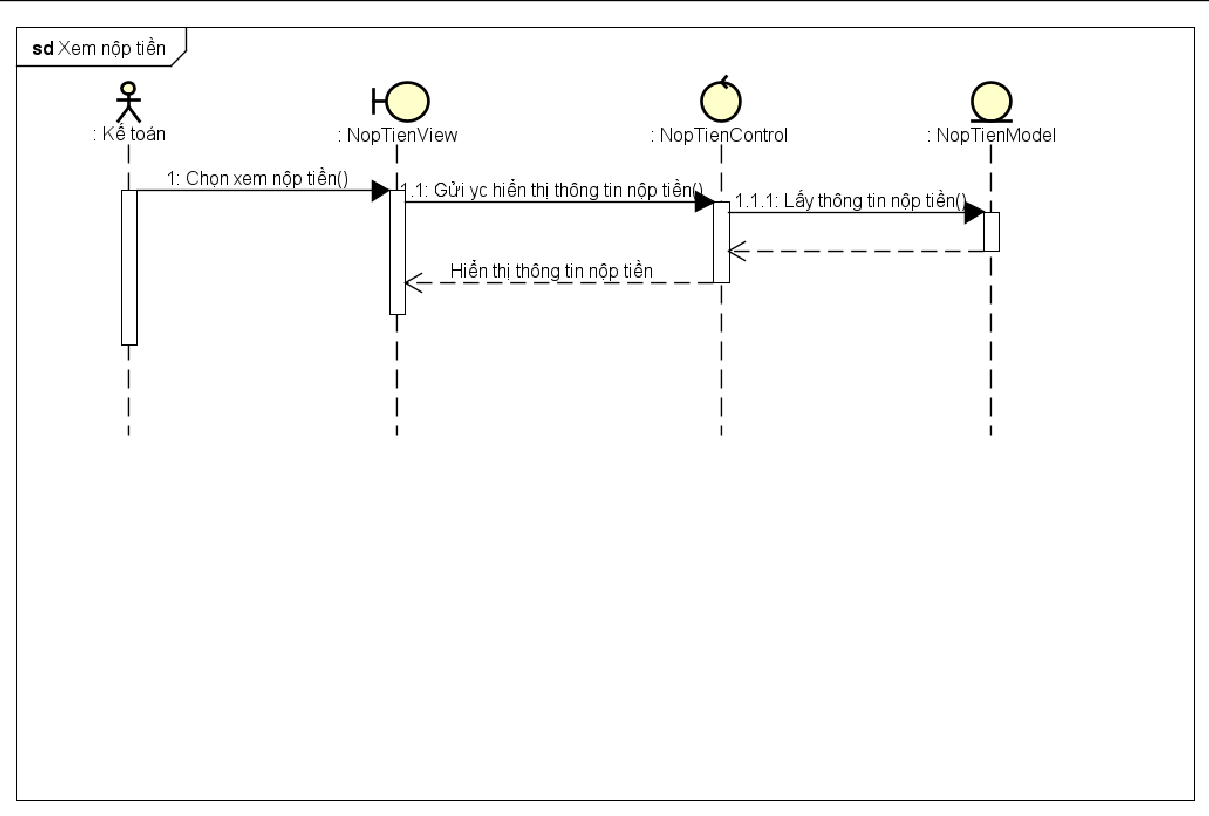 sd Xem nộp tiền
: Kế toán
: NopTienView
: NopTienControl
: NopTienModel
1: Chọn xem nộp tiền()
1.1: Gửi yc hiển thị thông tin nộp tiền()
1.1.1: Lấy thông tin nộp tiền()
Hiển thị thông tin nộp tiền